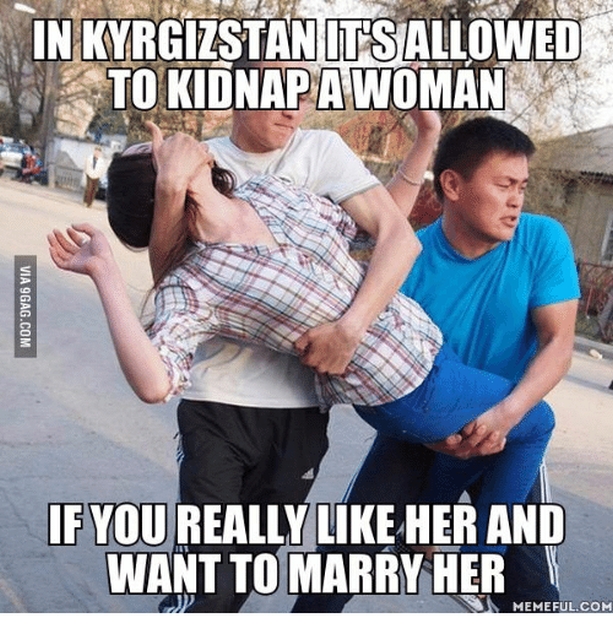 IN KYRGIZSTAN IT'S ALLOWED
TO KIDNAP A WOMAN
VIA 9GAG.COM
IF YOU REALLY LIKE HER AND
WANT TO MARRY HER
MEMEFUL.COM